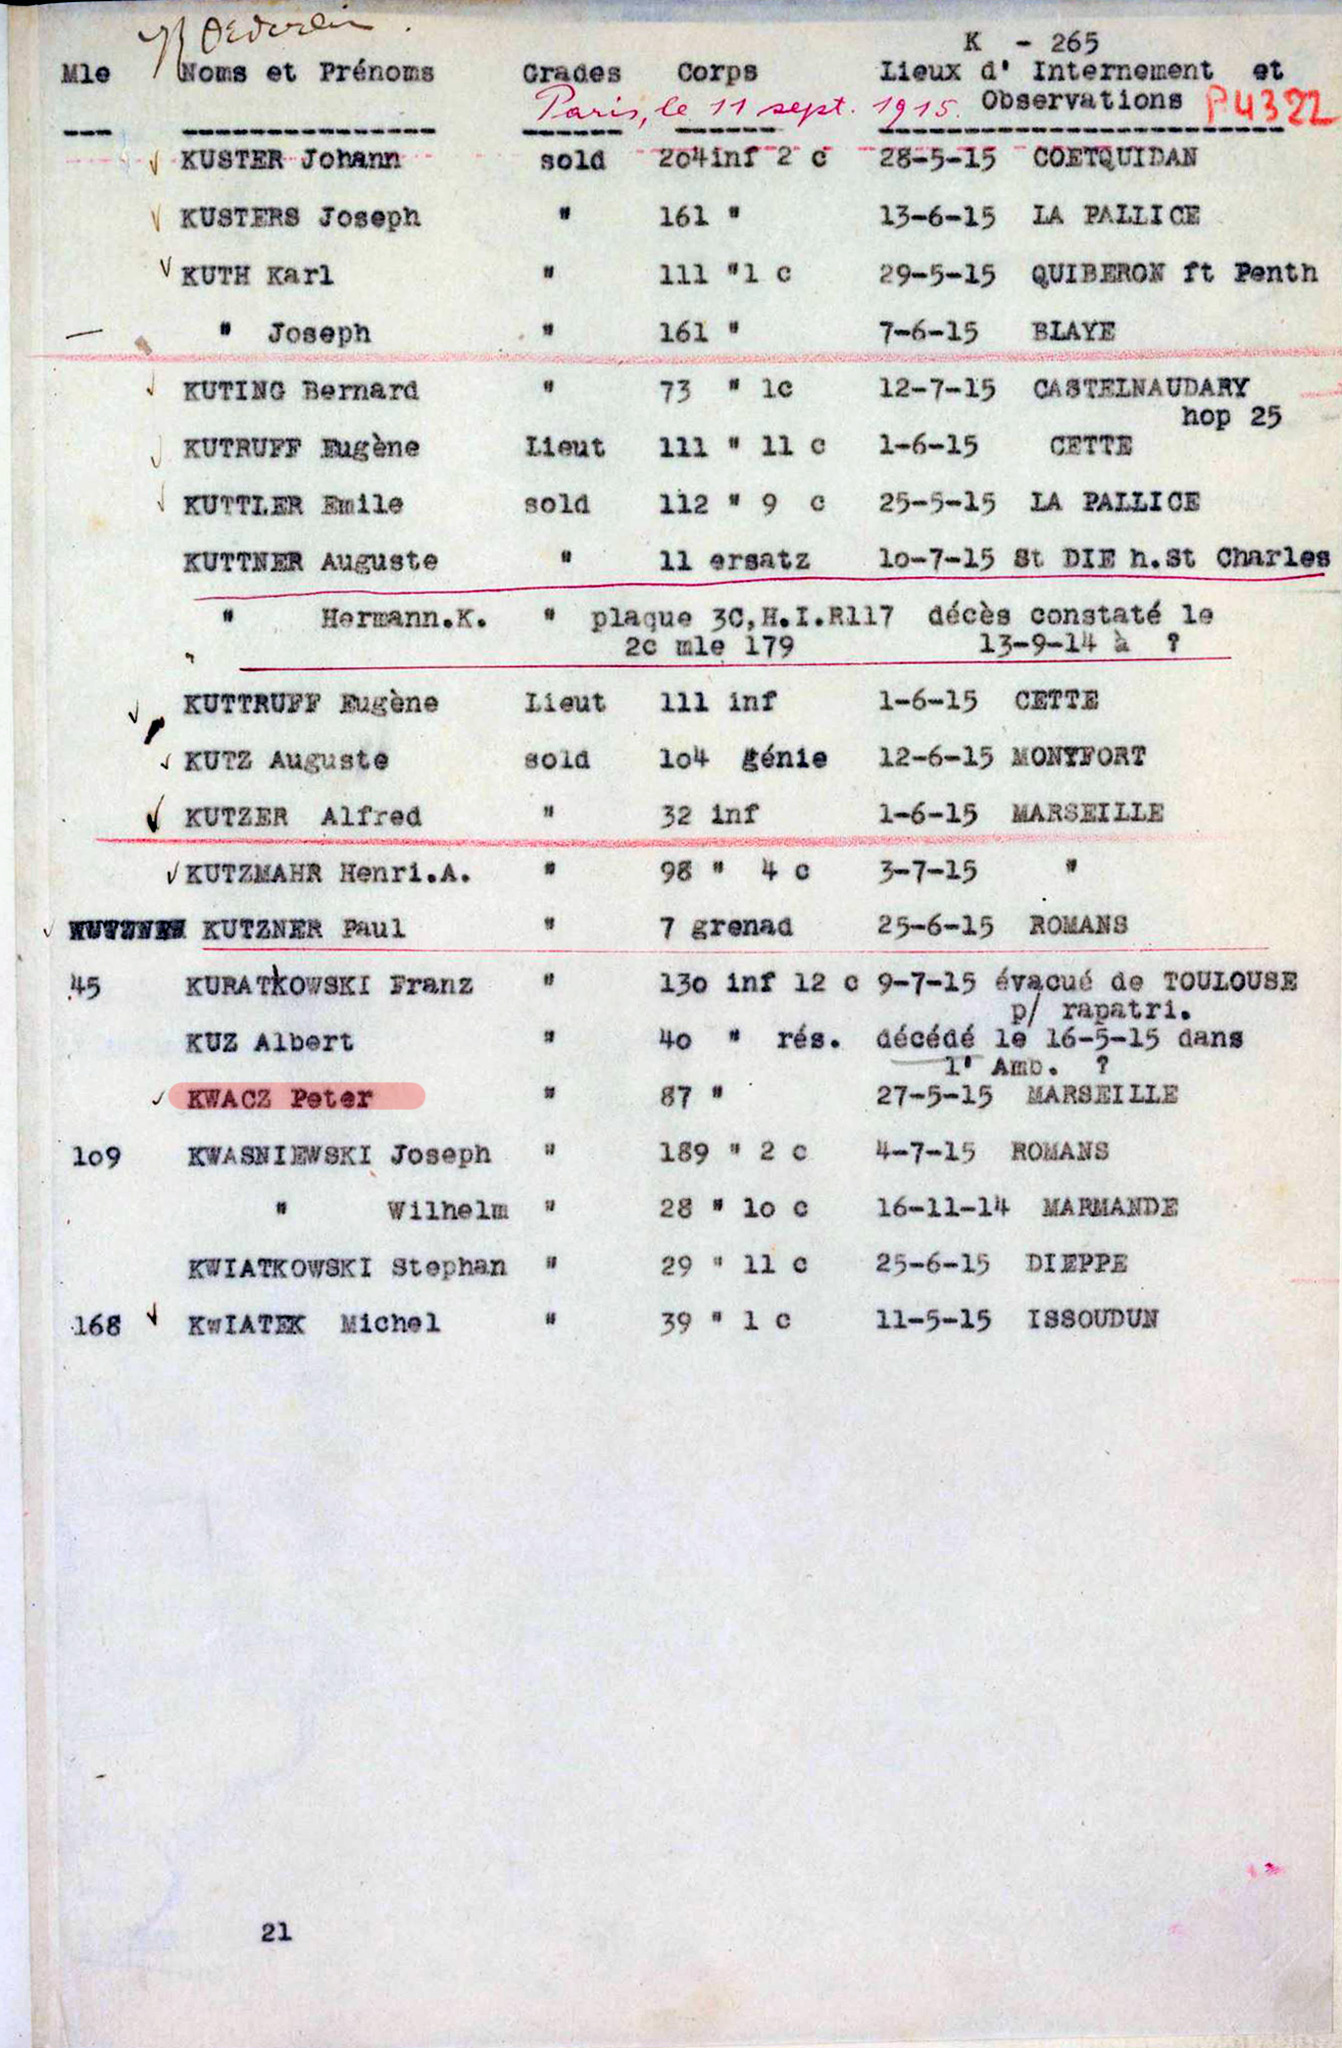 K - 265
Mle Noms et Prénoms Grades Corps Lieux d' Internement et
Paris, le 11 sept. 1915. Observations P4322
KUSTER Johann sold 204inf 2 c 28-5-15 COETQUIDAN
KUSTERS Joseph " 161 " 13-6-15 LA PALLICE
KUTH Karl " 111 "1 c 29-5-15 QUIBERON ft Penth
" Joseph " 161 " 7-6-15 BLAYE
KUTING Bernard " 73 " 1c 12-7-15 CASTELNAUDARY
hop 25
KUTRUFF Eugène Lieut 111 " 11 c 1-6-15 CETTE
KUTTLER Emile sold 112 " 9 c 25-5-15 LA PALLICE
KUTTNER Auguste " 11 ersatz 10-7-15 St DIE h.St Charles
" Hermann.K. " plaque 3C,H.I.R117 décès constaté le
2c mle 179 13-9-14 à ?
KUTTRUFF Eugène Lieut 111 inf 1-6-15 CETTE
KUTZ Auguste sold 104 génie 12-6-15 MONTFORT
KUTZER Alfred " 32 inf 1-6-15 MARSEILLE
KUTZMAHR Henri.A. " 98 " 4 c 3-7-15 "
KUTZNER Paul " 7 grenad 25-6-15 ROMANS
45 KURATKOWSKI Franz " 130 inf 12 c 9-7-15 évacué de TOULOUSE
p/ rapatri.
KUZ Albert " 40 " rés. décédé le 16-5-15 dans
l' Amb. ?
KWACZ Peter " 87 " 27-5-15 MARSEILLE
109 KWASNIEWSKI Joseph " 189 " 2 c 4-7-15 ROMANS
" Wilhelm " 28 " 10 c 16-11-14 MARMANDE
KWIATKOWSKI Stephan " 29 " 11 c 25-6-15 DIEPPE
168 KwIATEK Michel " 39 " 1 c 11-5-15 ISSOUDUN
21